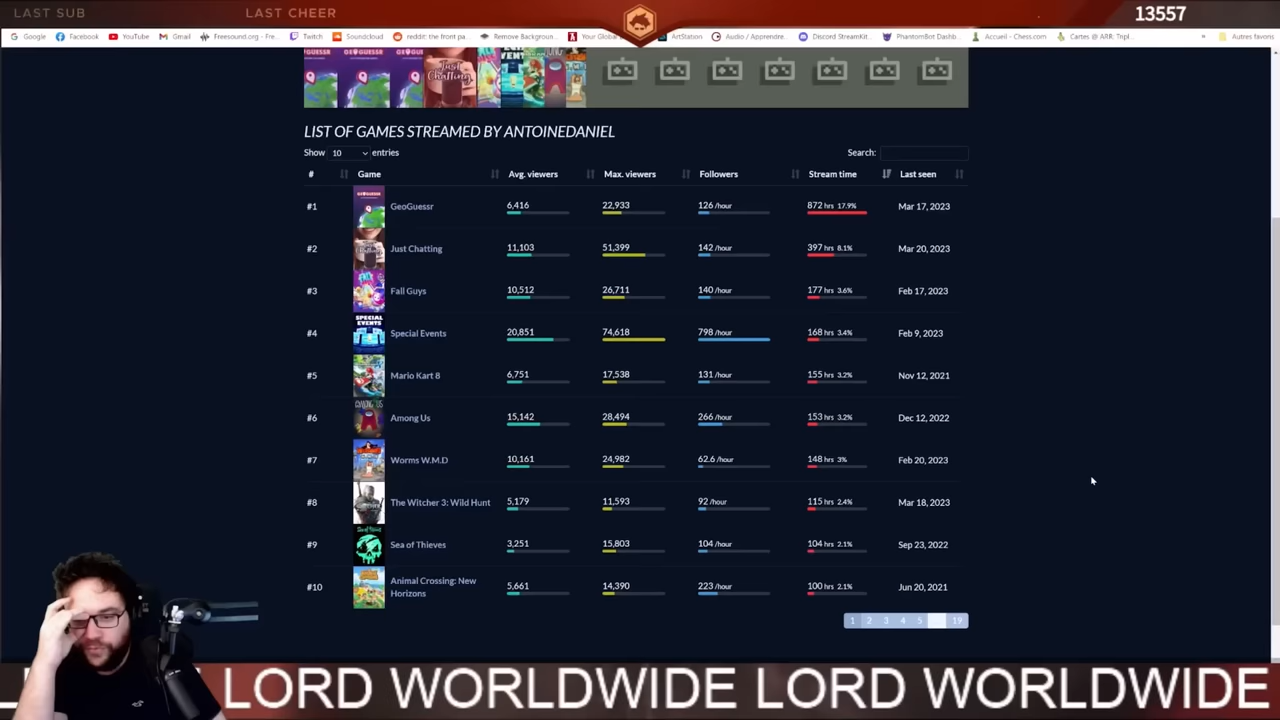 LAST SUB LAST CHEER 13557
Google Facebook YouTube Gmail Freesound.org - Fre... Twitch Soundcloud reddit: the front pa... Remove Backgroun... Your Global ArtStation Audio / Apprendre... Discord StreamKit... PhantomBot Dashb... Accueil - Chess.com Cartes @ ARR: Tripl... » Autres favoris
LIST OF GAMES STREAMED BY ANTOINEDANIEL
Show 10 entries Search:
# Game Avg. viewers Max. viewers Followers Stream time Last seen
#1 GeoGuessr 6,416 22,933 126 /hour 872 hrs 17.9% Mar 17, 2023
#2 Just Chatting 11,103 51,399 142 /hour 397 hrs 8.1% Mar 20, 2023
#3 Fall Guys 10,512 26,711 140 /hour 177 hrs 3.6% Feb 17, 2023
#4 Special Events 20,851 74,618 798 /hour 168 hrs 3.4% Feb 9, 2023
#5 Mario Kart 8 6,751 17,538 131 /hour 155 hrs 3.2% Nov 12, 2021
#6 Among Us 15,142 28,494 266 /hour 153 hrs 3.2% Dec 12, 2022
#7 Worms W.M.D 10,161 24,982 62.6 /hour 148 hrs 3% Feb 20, 2023
#8 The Witcher 3: Wild Hunt 5,179 11,593 92 /hour 115 hrs 2.4% Mar 18, 2023
#9 Sea of Thieves 3,251 15,803 104 /hour 104 hrs 2.1% Sep 23, 2022
#10 Animal Crossing: New Horizons 5,661 14,390 223 /hour 100 hrs 2.1% Jun 20, 2021
1 2 3 4 5 19
LORD WORLDWIDE LORD WORLDWIDE